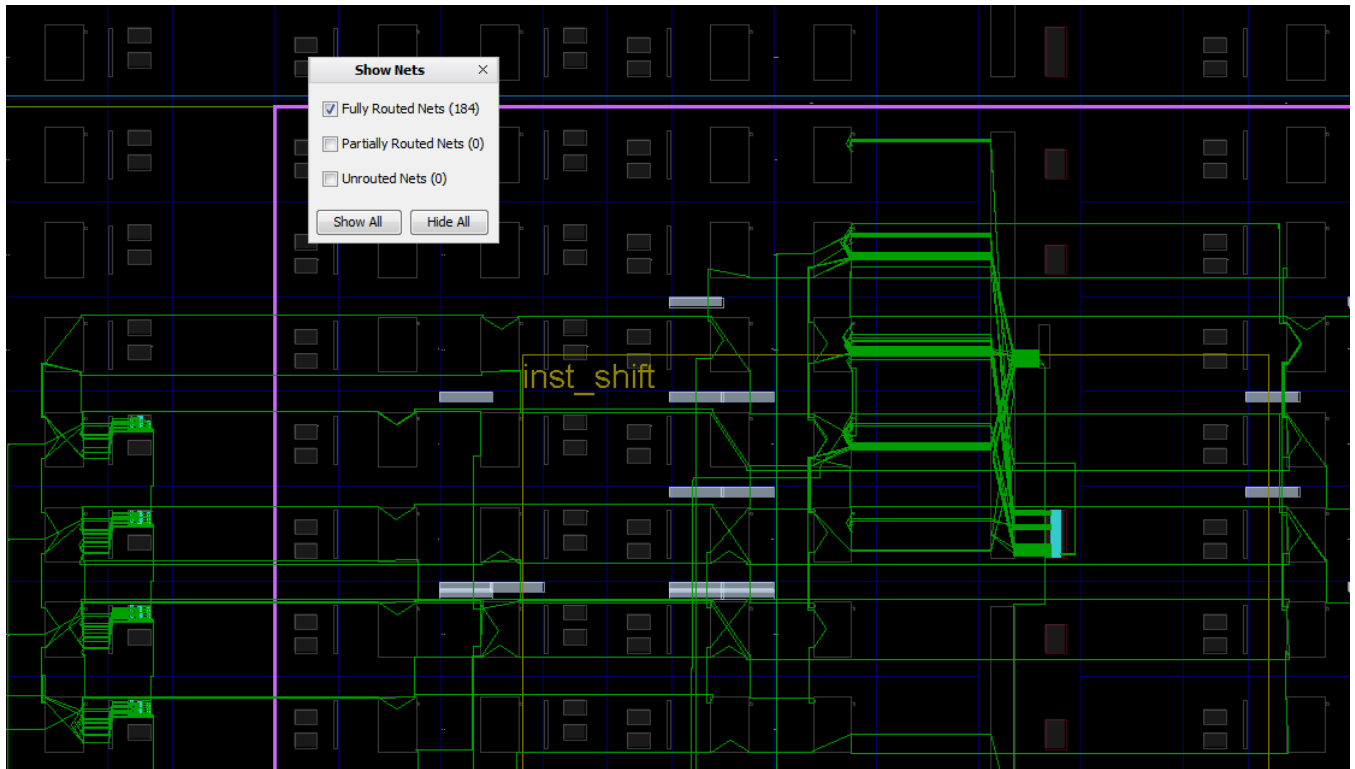 Show Nets
Fully Routed Nets (184)
Partially Routed Nets (0)
Unrouted Nets (0)
Show All Hide All
inst_shift